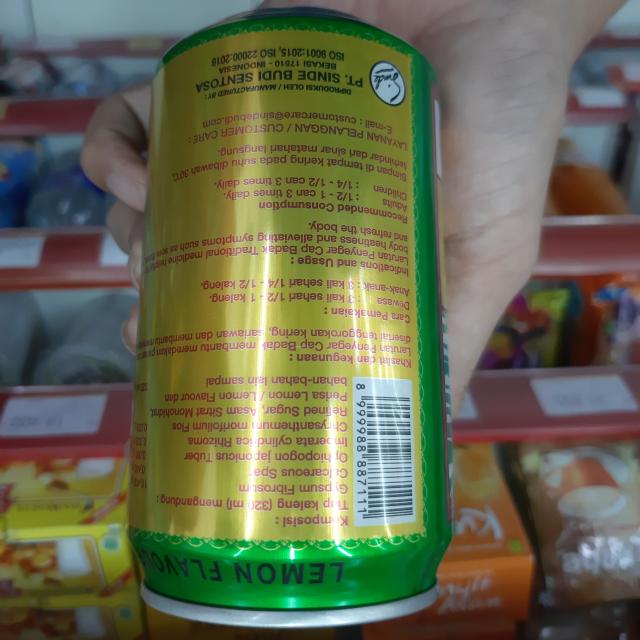 LEMON FLAVOU
Komposisi :
Tiap kaleng (320 ml) mengandung :
Gypsum Fibrosum
Calcareous Spar
Ophiopogon japonicus Tuber
Imperata cylindrica Rhizoma
Chrysanthemum morifolium Flos
Refined Sugar, Asam Sitrat Monohidrat,
Perisa Lemon / Lemon Flavour dan
bahan-bahan lain sampai
8 999988 887111
Khasiat dan kegunaan :
Larutan Penyegar Cap Badak membantu meredakan
disertai tenggorokan kering, sariawan dan membantu
Cara Pemakaian :
Dewasa : 3 kali sehari 1/2 - 1 kaleng.
Anak-anak : 3 kali sehari 1/4 - 1/2 kaleng.
Indications and Usage :
Larutan Penyegar Cap Badak Traditional medicine
body heatiness and alleviating symptoms such as sore
and refresh the body.
Recommended Consumption
Adults : 1/2 - 1 can 3 times daily.
Children : 1/4 - 1/2 can 3 times daily.
Simpan di tempat kering pada suhu dibawah 30°C,
terhindar dari sinar matahari langsung.
LAYANAN PELANGGAN / CUSTOMER CARE :
E-mail : customercare@sindebudi.com
Sinde
DIPRODUKSI OLEH / MANUFACTURED BY :
PT. SINDE BUDI SENTOSA
BEKASI 17510 - INDONESIA
ISO 9001:2015, ISO 22000:2018